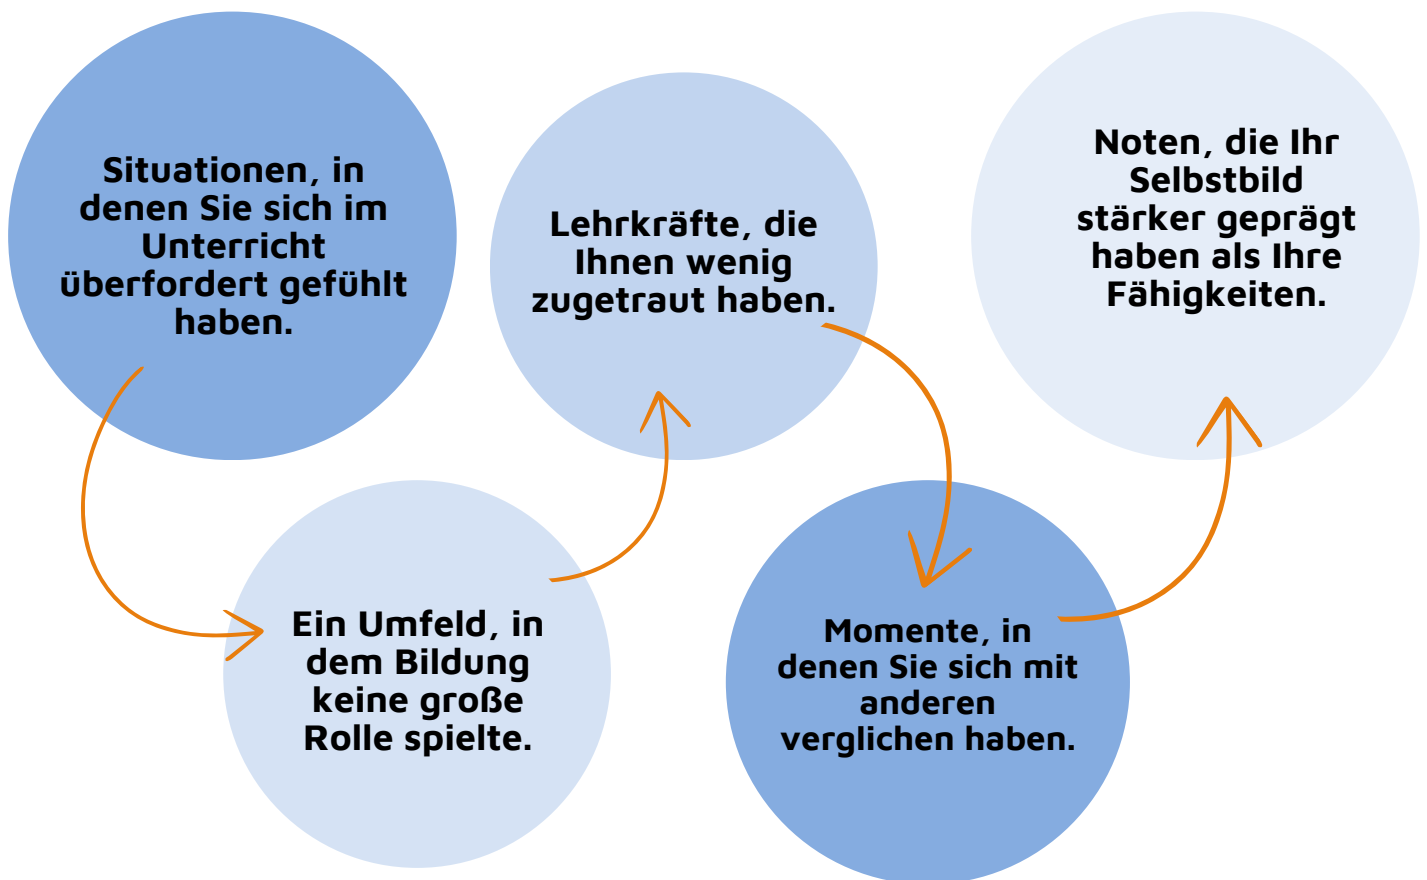 Situationen, in
denen Sie sich im
Unterricht
überfordert gefühlt
haben.
Ein Umfeld, in
dem Bildung
keine große
Rolle spielte.
Lehrkräfte, die
Ihnen wenig
zugetraut haben.
Momente, in
denen Sie sich mit
anderen
verglichen haben.
Noten, die Ihr
Selbstbild
stärker geprägt
haben als Ihre
Fähigkeiten.